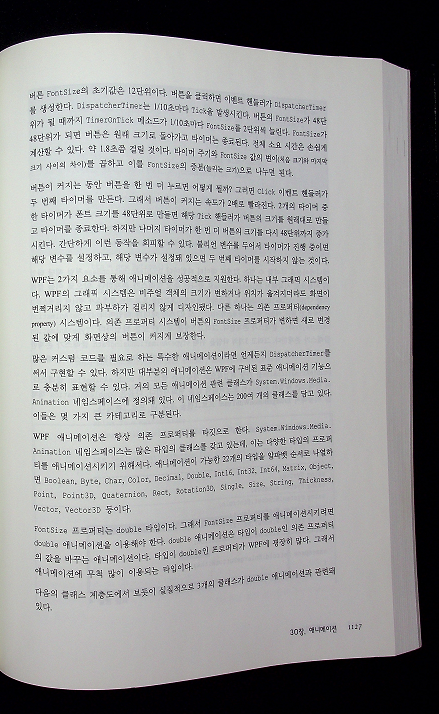 버튼 FontSize의 초기값은 12단위이다. 버튼을 클릭하면 이벤트 핸들러가 DispatcherTimer
를 생성한다. DispatcherTimer는 1/10초마다 Tick을 발생시킨다. 버튼의 FontSize가 48단
위가 될 때까지 TimerOnTick 메소드가 1/10초마다 FontSize를 2단위씩 늘린다. FontSize가
48단위가 되면 버튼은 원래 크기로 돌아가고 타이머는 종료된다. 전체 소요 시간은 손쉽게
계산할 수 있다. 약 1.8초쯤 걸릴 것이다. 타이머 주기와 FontSize 값의 변이(처음 크기와 마지막
크기 사이의 차이)를 곱하고 이를 FontSize의 증분(늘리는 크기)으로 나누면 된다.
버튼이 커지는 동안 버튼을 한 번 더 누르면 어떻게 될까? 그러면 Click 이벤트 핸들러가
두 번째 타이머를 만든다. 그래서 버튼이 커지는 속도가 2배로 빨라진다. 2개의 타이머 중
한 타이머가 폰트 크기를 48단위로 만들면 해당 Tick 핸들러가 버튼의 크기를 원래대로 만들
고 타이머를 종료한다. 하지만 나머지 타이머가 한 번 더 버튼의 크기를 다시 48단위까지 증가
시킨다. 간단하게 이런 동작을 회피할 수 있다. 불리언 변수를 두어서 타이머가 진행 중이면
해당 변수를 설정하고, 해당 변수가 설정돼 있으면 두 번째 타이머를 시작하지 않는 것이다.
WPF는 2가지 요소를 통해 애니메이션을 성공적으로 지원한다. 하나는 내부 그래픽 시스템이
다. WPF의 그래픽 시스템은 비주얼 객체의 크기가 변하거나 위치가 옮겨지더라도 화면이
번쩍거리지 않고 과부하가 걸리지 않게 디자인됐다. 다른 하나는 의존 프로퍼티(dependency
property) 시스템이다. 의존 프로퍼티 시스템이 버튼의 FontSize 프로퍼티가 변하면 새로 변경
된 값에 맞게 화면상의 버튼이 커지게 보장한다.
많은 커스텀 코드를 필요로 하는 특수한 애니메이션이라면 언제든지 DispatcherTimer를
써서 구현할 수 있다. 하지만 대부분의 애니메이션은 WPF에 구비된 표준 애니메이션 기능으
로 충분히 표현할 수 있다. 거의 모든 애니메이션 관련 클래스가 System.Windows.Media.
Animation 네임스페이스에 정의돼 있다. 이 네임스페이스는 200여 개의 클래스를 담고 있다.
이들은 몇 가지 큰 카테고리로 구분된다.
WPF 애니메이션은 항상 의존 프로퍼티를 타깃으로 한다. System.Windows.Media.
Animation 네임스페이스는 많은 타입의 클래스를 갖고 있는데, 이는 다양한 타입의 프로퍼
티를 애니메이션시키기 위해서다. 애니메이션이 가능한 22개의 타입을 알파벳 순서로 나열하
면 Boolean, Byte, Char, Color, Decimal, Double, Int16, Int32, Int64, Matrix, Object,
Point, Point3D, Quaternion, Rect, Rotation3D, Single, Size, String, Thickness,
Vector, Vector3D 등이다.
FontSize 프로퍼티는 double 타입이다. 그래서 FontSize 프로퍼티를 애니메이션시키려면
double 애니메이션을 이용해야 한다. double 애니메이션은 타입이 double인 의존 프로퍼티
의 값을 바꾸는 애니메이션이다. 타입이 double인 프로퍼티가 WPF에 굉장히 많다. 그래서
애니메이션에 무척 많이 이용되는 타입이다.
다음의 클래스 계층도에서 보듯이 실질적으로 3개의 클래스가 double 애니메이션과 관련돼
있다.
30장. 애니메이션 1127